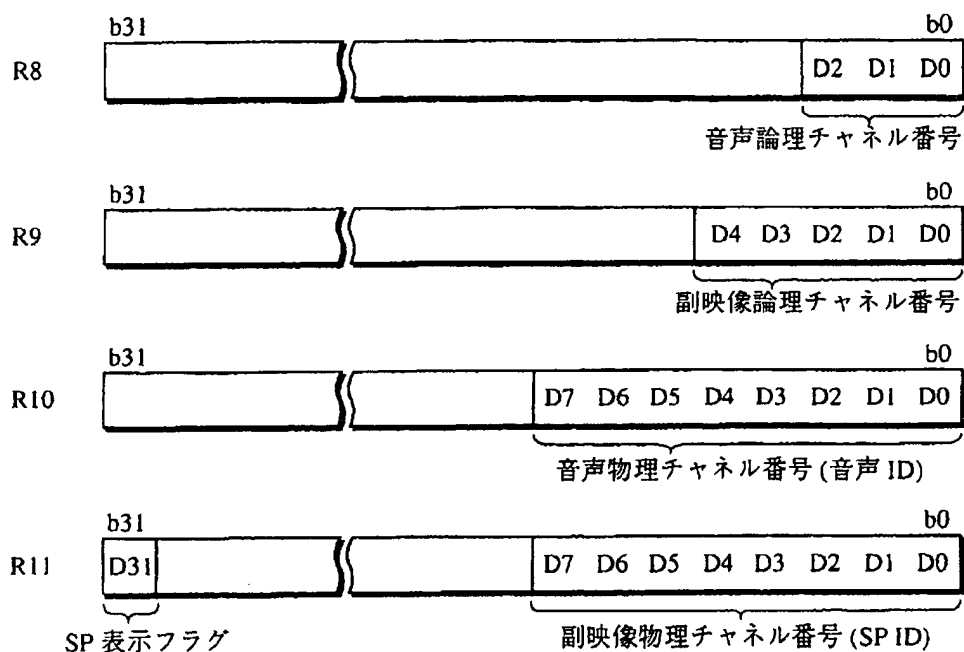 b31 b0
R8 D2 D1 D0
音声論理チャネル番号
b31 b0
R9 D4 D3 D2 D1 D0
副映像論理チャネル番号
b31 b0
R10 D7 D6 D5 D4 D3 D2 D1 D0
音声物理チャネル番号 (音声 ID)
b31 b0
R11 D31 D7 D6 D5 D4 D3 D2 D1 D0
SP 表示フラグ 副映像物理チャネル番号 (SP ID)